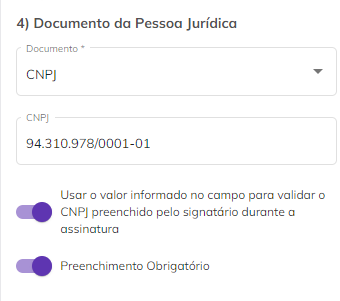 4) Documento da Pessoa Jurídica
Documento *
CNPJ
CNPJ
94.310.978/0001-01
Usar o valor informado no campo para validar o
CNPJ preenchido pelo signatário durante a
assinatura
Preenchimento Obrigatório